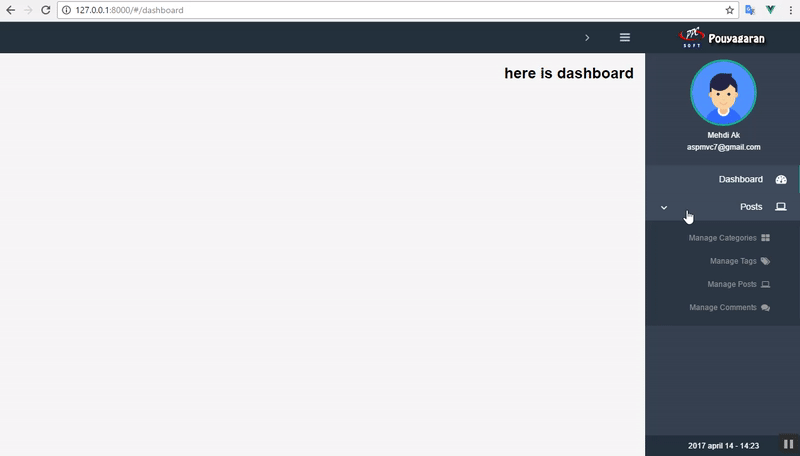 127.0.0.1:8000/#/dashboard
PPC
SOFT
Pouyagaran
here is dashboard
Mehdi Ak
aspmvc7@gmail.com
Dashboard
Posts
Manage Categories
Manage Tags
Manage Posts
Manage Comments
2017 april 14 - 14:23